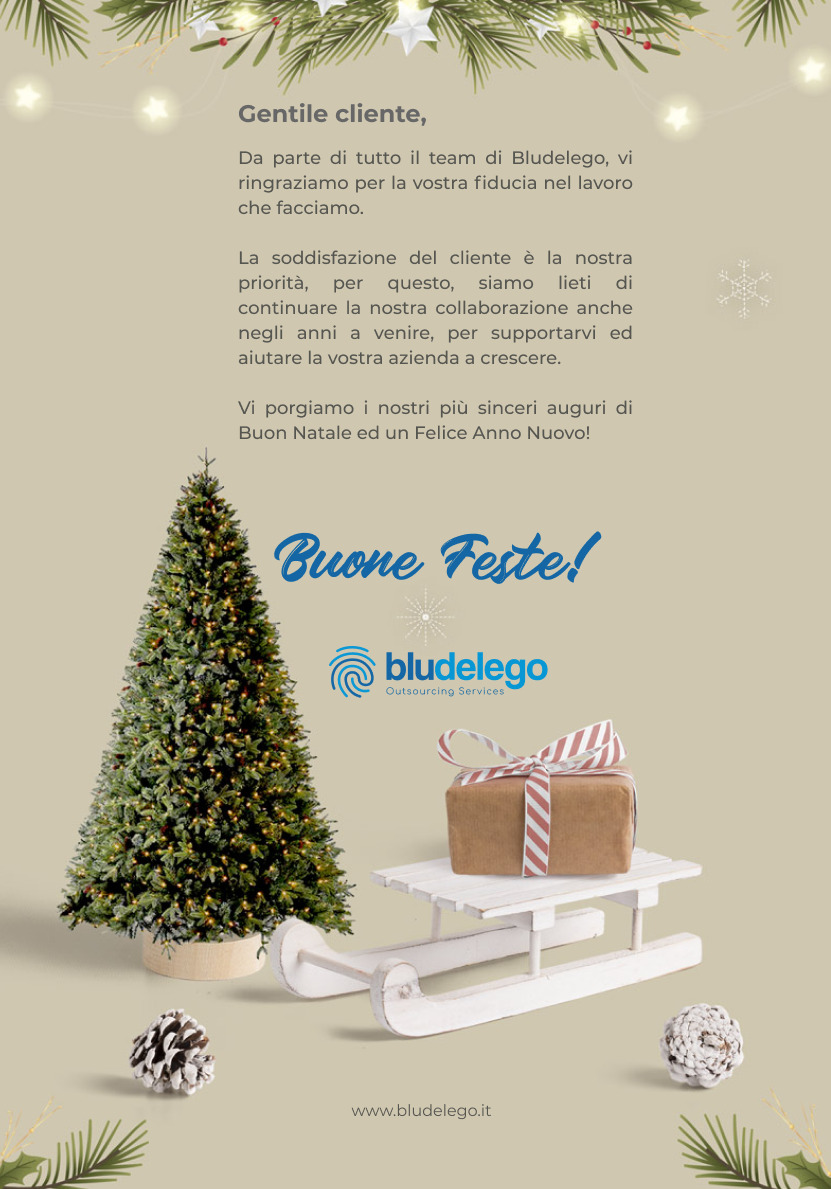 Gentile cliente,
Da parte di tutto il team di Bludelego, vi
ringraziamo per la vostra fiducia nel lavoro
che facciamo.
La soddisfazione del cliente è la nostra
priorità, per questo, siamo lieti di
continuare la nostra collaborazione anche
negli anni a venire, per supportarvi ed
aiutare la vostra azienda a crescere.
Vi porgiamo i nostri più sinceri auguri di
Buon Natale ed un Felice Anno Nuovo!
Buone Feste!
bludelego
Outsourcing Services
www.bludelego.it